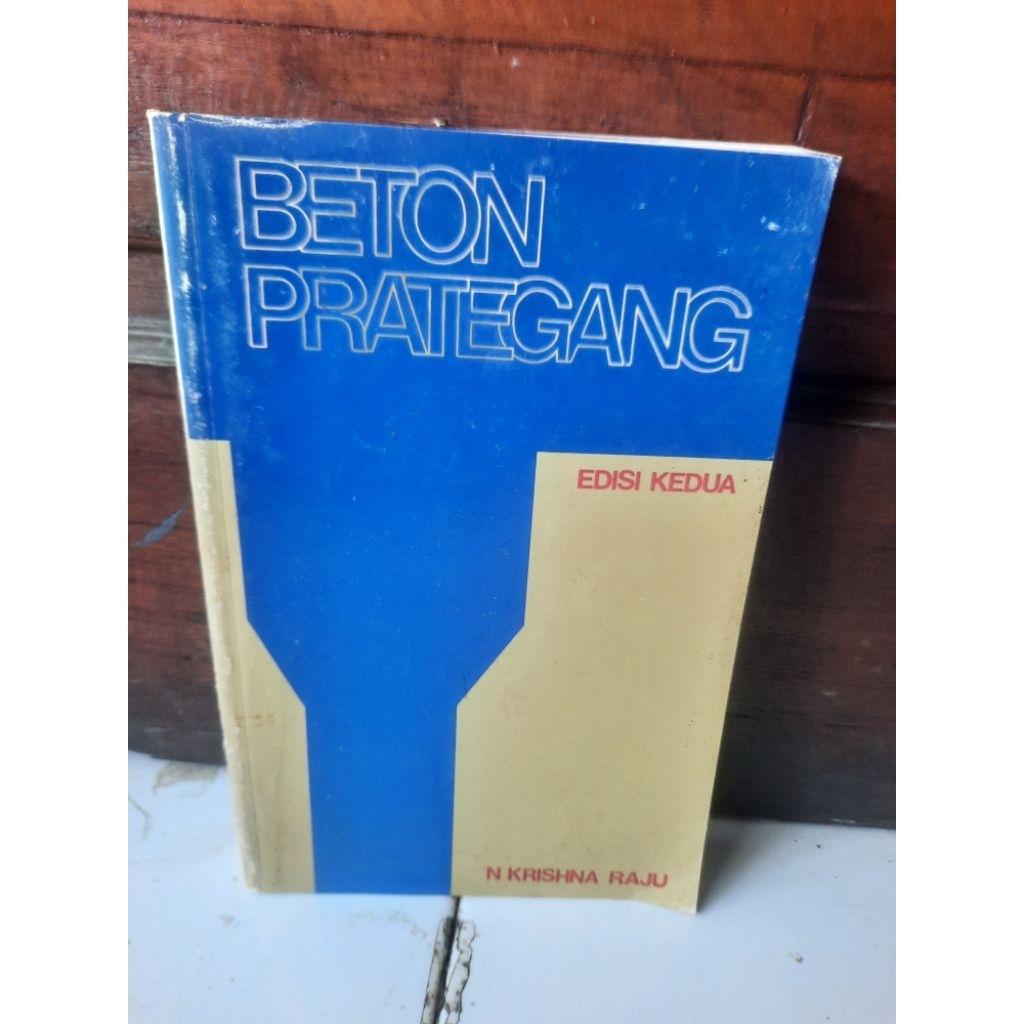 BETON
PRATEGANG
EDISI KEDUA
N KRISHNA RAJU